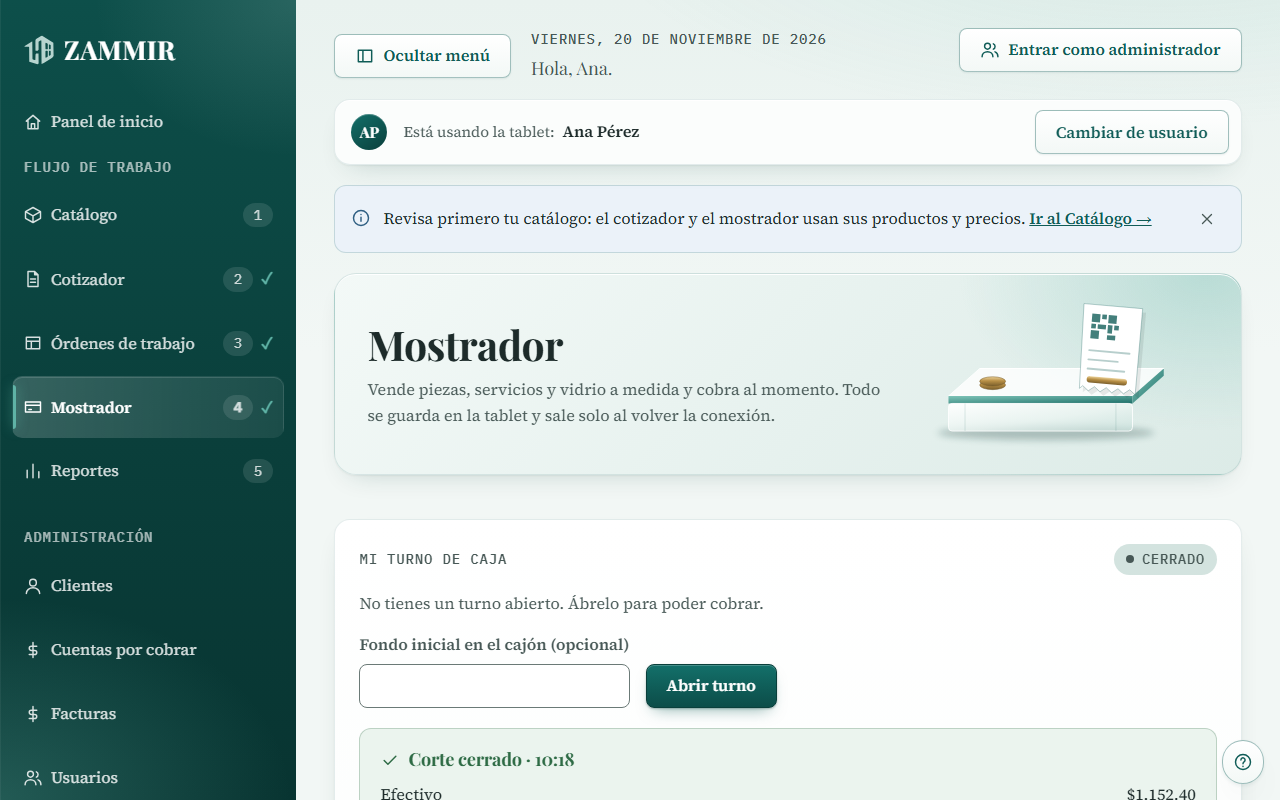 ZAMMIR
Panel de inicio
FLUJO DE TRABAJO
Catálogo 1
Cotizador 2 ✓
Órdenes de trabajo 3 ✓
Mostrador 4 ✓
Reportes 5
ADMINISTRACIÓN
Clientes
Cuentas por cobrar
Facturas
Usuarios
Ocultar menú
VIERNES, 20 DE NOVIEMBRE DE 2026
Hola, Ana.
Entrar como administrador
AP Está usando la tablet: Ana Pérez
Cambiar de usuario
Revisa primero tu catálogo: el cotizador y el mostrador usan sus productos y precios. Ir al Catálogo →
Mostrador
Vende piezas, servicios y vidrio a medida y cobra al momento. Todo
se guarda en la tablet y sale solo al volver la conexión.
MI TURNO DE CAJA
CERRADO
No tienes un turno abierto. Ábrelo para poder cobrar.
Fondo inicial en el cajón (opcional)
Abrir turno
Corte cerrado · 10:18
Efectivo $1,152.40